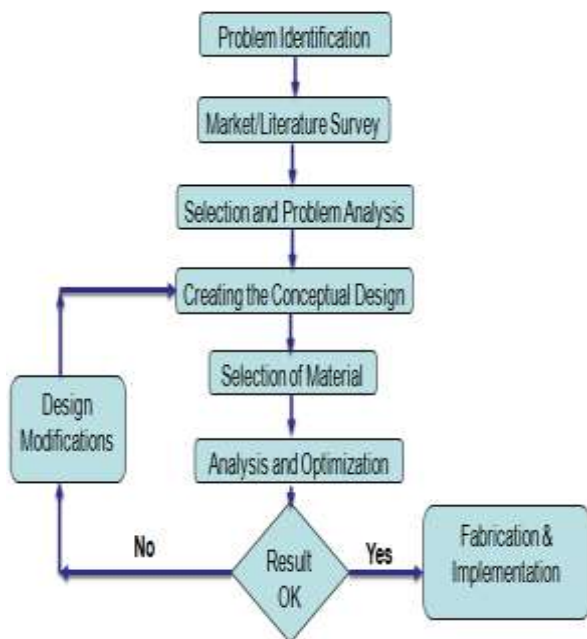 Problem Identification
Market/Literature Survey
Selection and Problem Analysis
Creating the Conceptual Design
Selection of Material
Design
Modifications
Analysis and Optimization
No
Result
OK
Yes
Fabrication &
Implementation